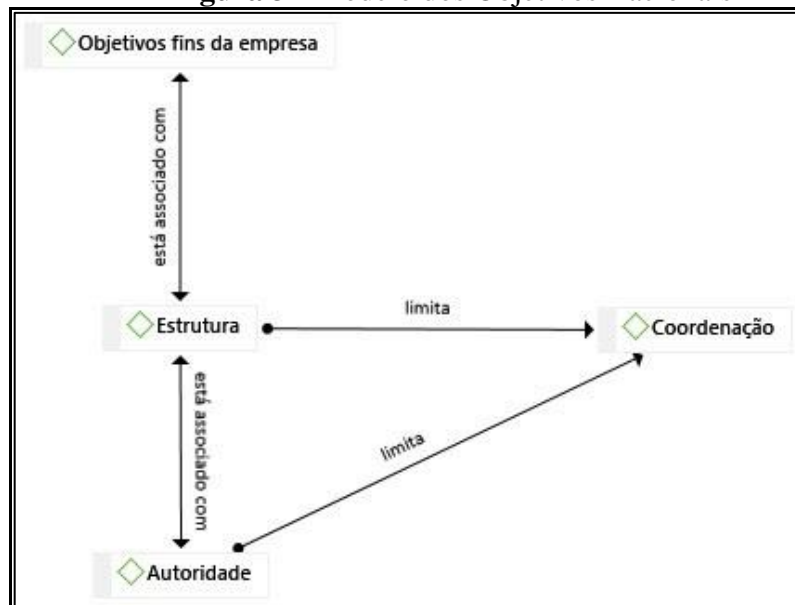 Objetivos fins da empresa
está associado com
Estrutura
limita
Coordenação
está associado com
limita
Autoridade